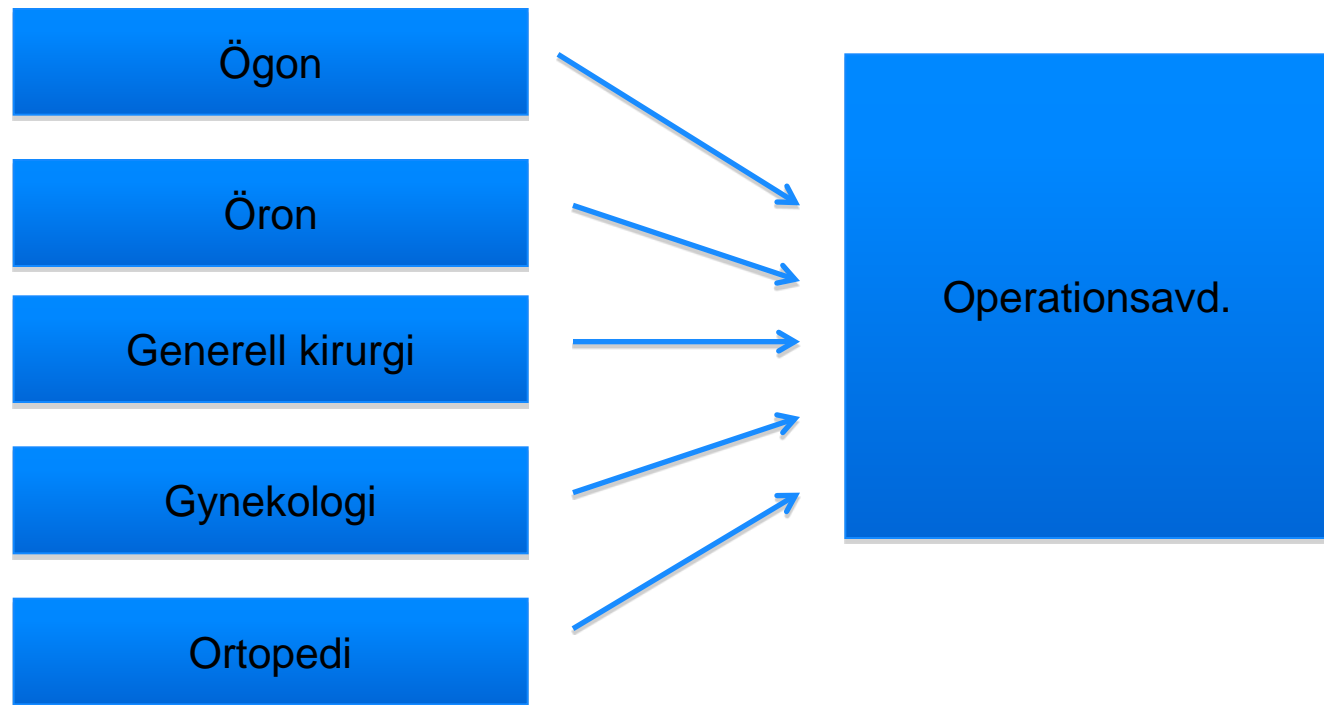 Ögon
Öron
Generell kirurgi
Gynekologi
Ortopedi
Operationsavd.